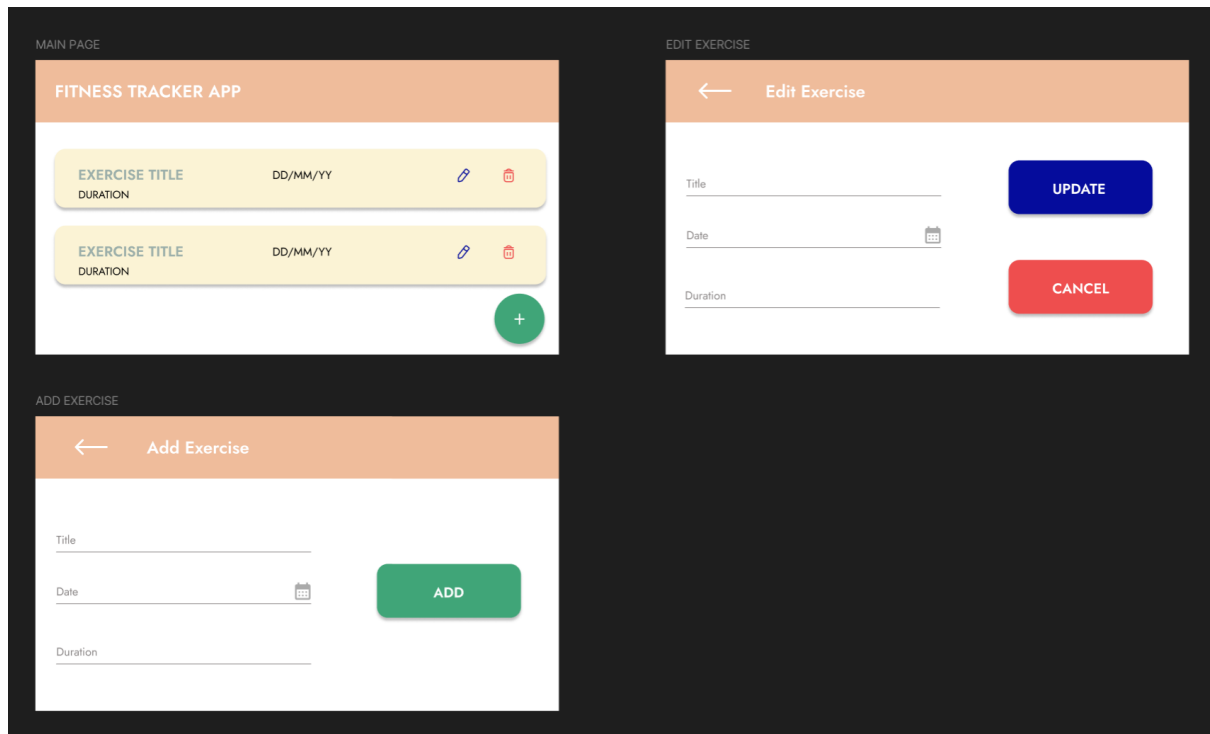 MAIN PAGE
FITNESS TRACKER APP
EXERCISE TITLE DD/MM/YY
DURATION
EXERCISE TITLE DD/MM/YY
DURATION
+
EDIT EXERCISE
Edit Exercise
Title
Date
Duration
UPDATE
CANCEL
ADD EXERCISE
Add Exercise
Title
Date
Duration
ADD